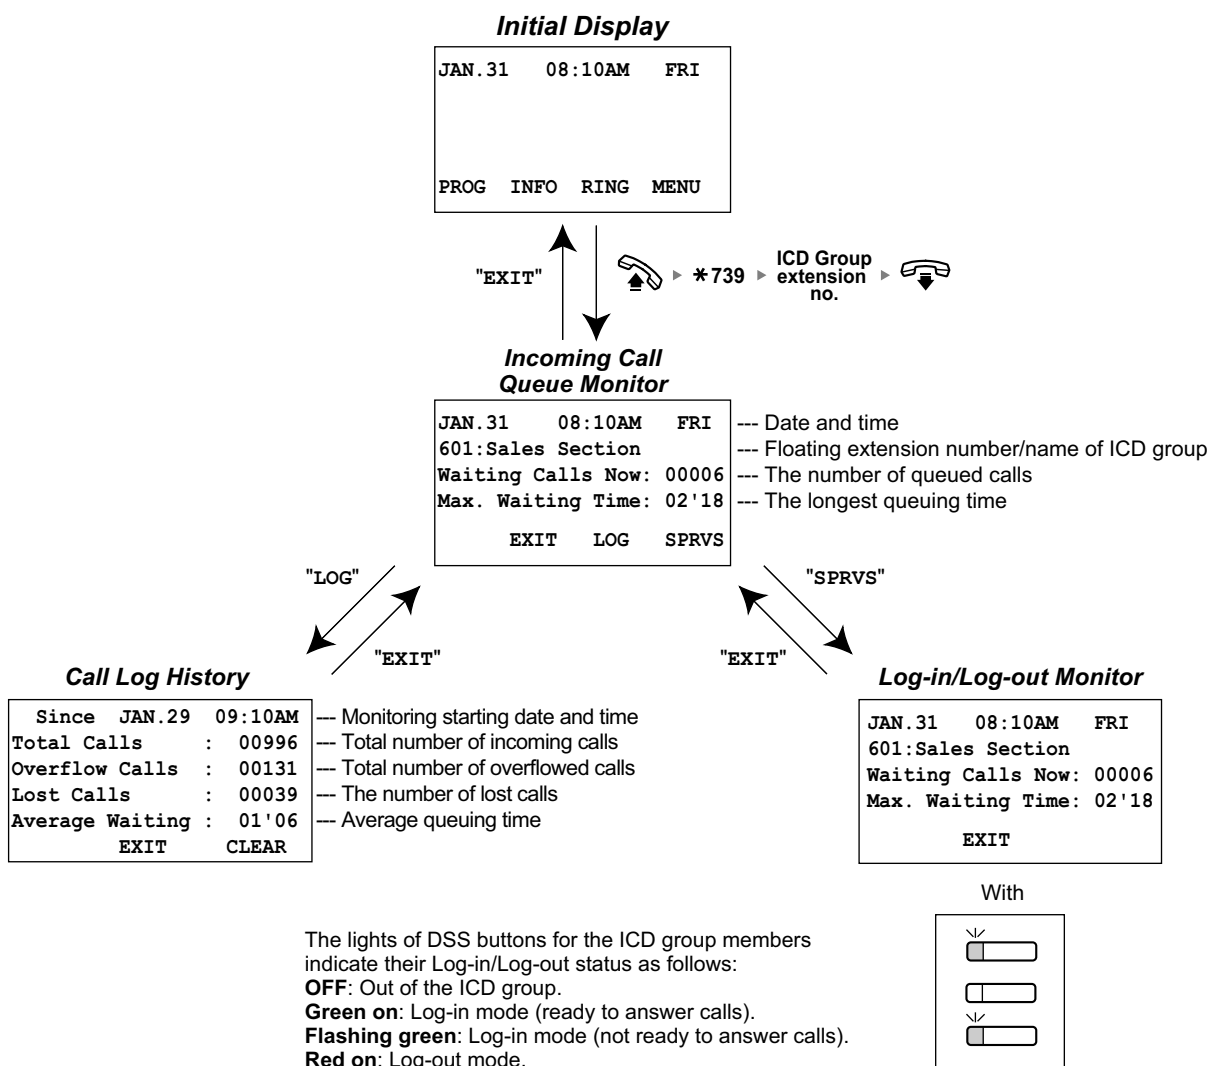 Initial Display
JAN.31 08:10AM FRI
PROG INFO RING MENU
"EXIT"
*739
ICD Group
extension
no.
Incoming Call
Queue Monitor
JAN.31 08:10AM FRI --- Date and time
601:Sales Section --- Floating extension number/name of ICD group
Waiting Calls Now: 00006 --- The number of queued calls
Max. Waiting Time: 02'18 --- The longest queuing time
EXIT LOG SPRVS
"LOG"
"SPRVS"
"EXIT"
"EXIT"
Call Log History
Since JAN.29 09:10AM --- Monitoring starting date and time
Total Calls : 00996 --- Total number of incoming calls
Overflow Calls : 00131 --- Total number of overflowed calls
Lost Calls : 00039 --- The number of lost calls
Average Waiting : 01'06 --- Average queuing time
EXIT CLEAR
Log-in/Log-out Monitor
JAN.31 08:10AM FRI
601:Sales Section
Waiting Calls Now: 00006
Max. Waiting Time: 02'18
EXIT
With
The lights of DSS buttons for the ICD group members
indicate their Log-in/Log-out status as follows:
OFF: Out of the ICD group.
Green on: Log-in mode (ready to answer calls).
Flashing green: Log-in mode (not ready to answer calls).
Red on: Log-out mode.